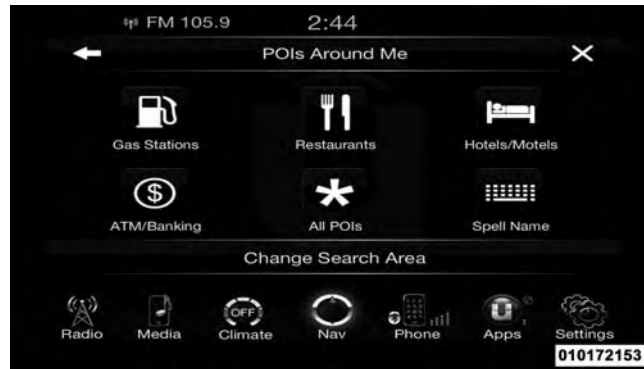 FM 105.9 2:44
POIs Around Me
Gas Stations Restaurants Hotels/Motels
$
ATM/Banking All POIs Spell Name
Change Search Area
OFF
Radio Media Climate Nav Phone Apps Settings
010172153